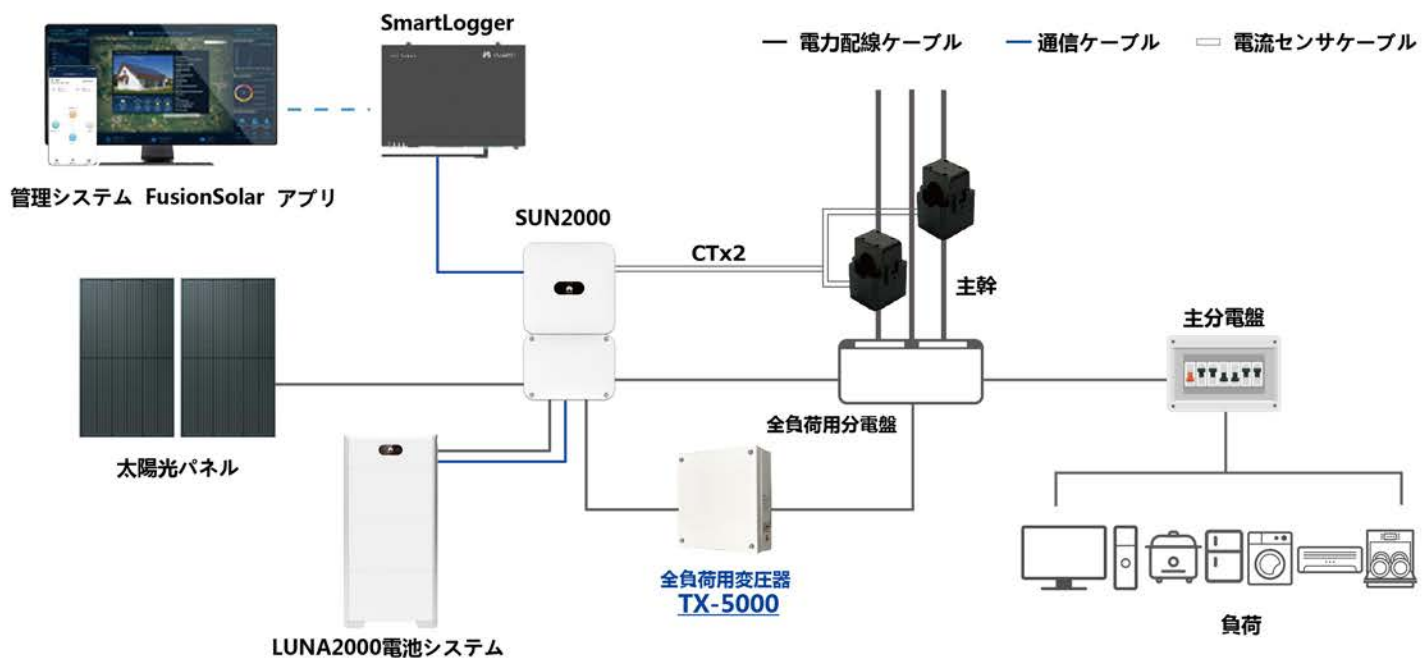 SmartLogger
電力配線ケーブル
通信ケーブル
電流センサケーブル
管理システム FusionSolar アプリ
SUN2000
CTx2
主幹
主分電盤
全負荷用分電盤
太陽光パネル
全負荷用変圧器
TX-5000
負荷
LUNA2000電池システム